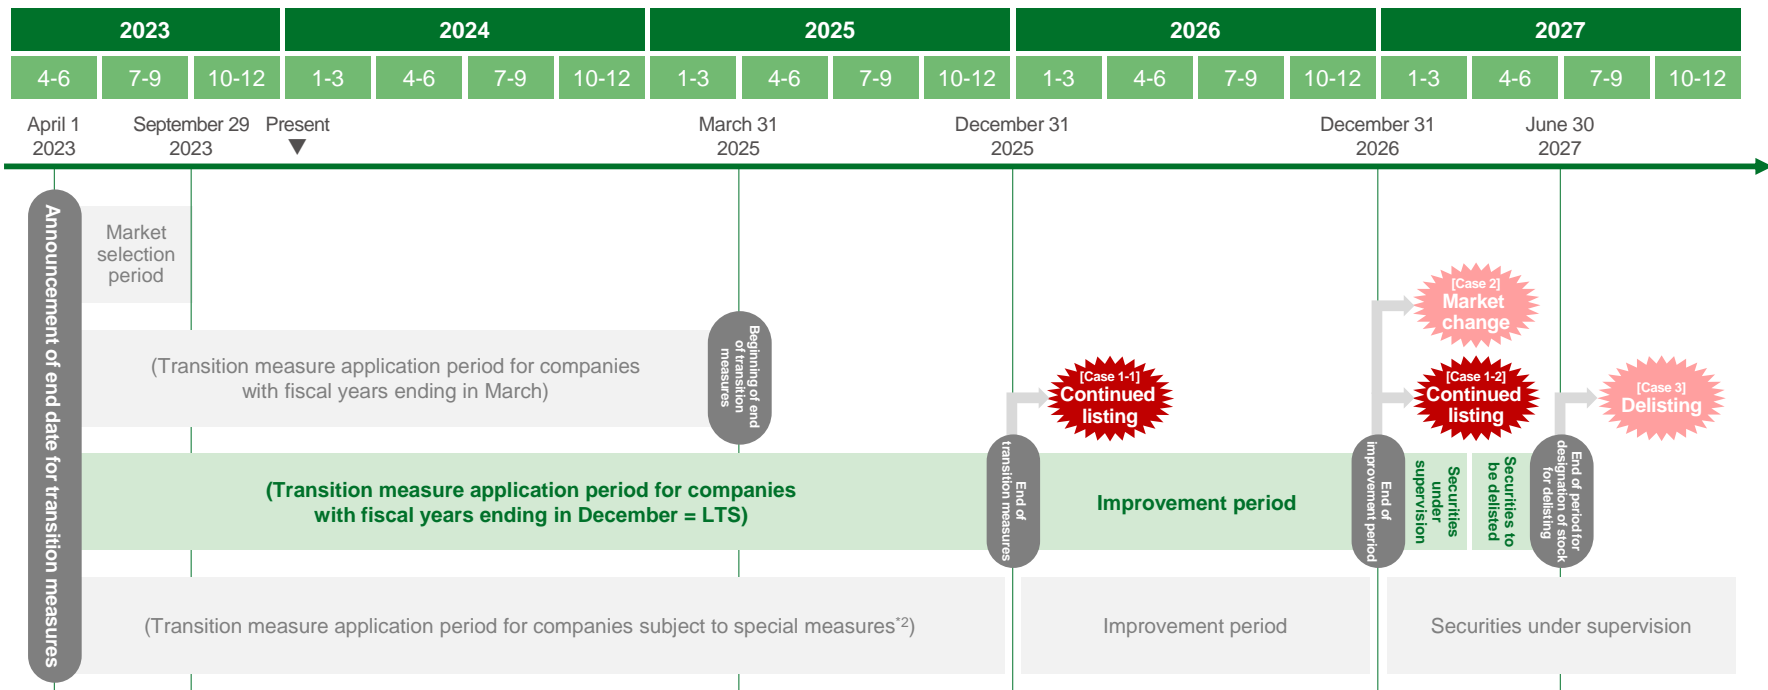 2023
2024
2025
2026
2027
4-6
7-9
10-12
1-3
4-6
7-9
10-12
1-3
4-6
7-9
10-12
1-3
4-6
7-9
10-12
1-3
4-6
7-9
10-12
April 1
2023
September 29
2023
Present
▼
March 31
2025
December 31
2025
December 31
2026
June 30
2027
Announcement of end date for transition measures
Market
selection
period
(Transition measure application period for companies
with fiscal years ending in March)
Beginning of end
of transition
measures
[Case 1-1]
Continued
listing
[Case 2]
Market
change
[Case 1-2]
Continued
listing
[Case 3]
Delisting
(Transition measure application period for companies
with fiscal years ending in December = LTS)
End of
transition measures
Improvement period
End of
improvement period
Securities
under
supervision
Securities to
be delisted
End of period for
designation of stock
for delisting
(Transition measure application period for companies subject to special measures*2)
Improvement period
Securities under supervision